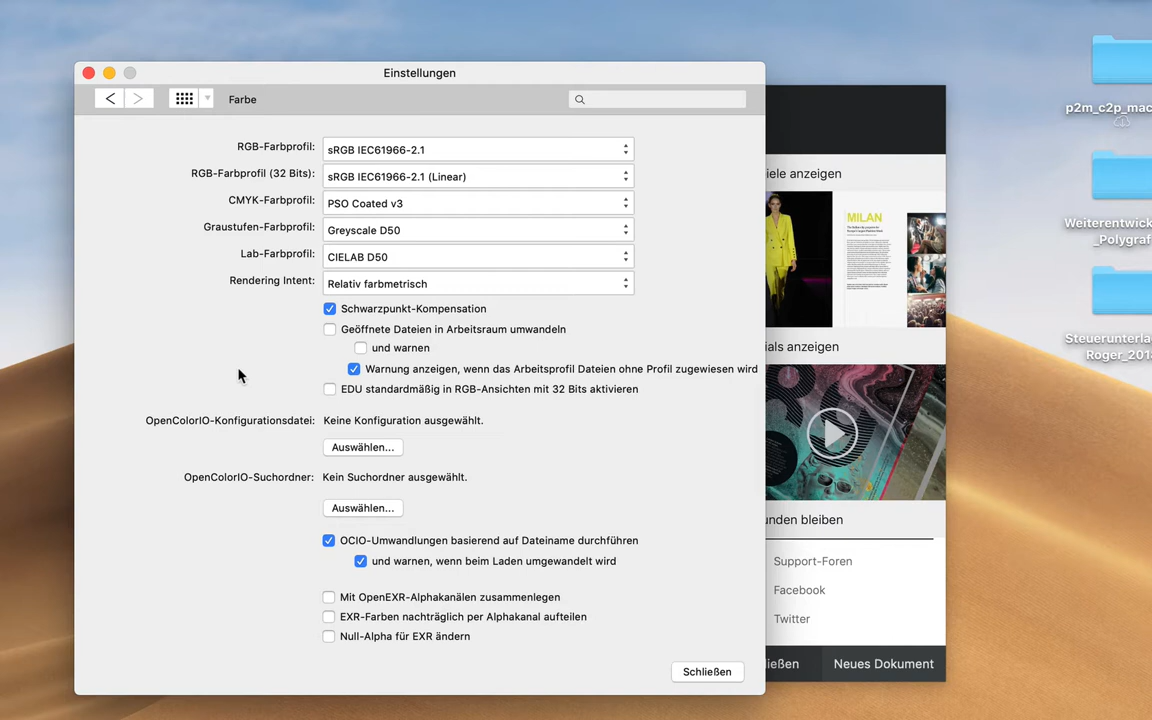 Einstellungen
Farbe
RGB-Farbprofil: sRGB IEC61966-2.1
RGB-Farbprofil (32 Bits): sRGB IEC61966-2.1 (Linear)
CMYK-Farbprofil: PSO Coated v3
Graustufen-Farbprofil: Greyscale D50
Lab-Farbprofil: CIELAB D50
Rendering Intent: Relativ farbmetrisch
Schwarzpunkt-Kompensation
Geöffnete Dateien in Arbeitsraum umwandeln
und warnen
Warnung anzeigen, wenn das Arbeitsprofil Dateien ohne Profil zugewiesen wird
EDU standardmäßig in RGB-Ansichten mit 32 Bits aktivieren
OpenColorIO-Konfigurationsdatei: Keine Konfiguration ausgewählt.
Auswählen...
OpenColorIO-Suchordner: Kein Suchordner ausgewählt.
Auswählen...
OCIO-Umwandlungen basierend auf Dateiname durchführen
und warnen, wenn beim Laden umgewandelt wird
Mit OpenEXR-Alphakanälen zusammenlegen
EXR-Farben nachträglich per Alphakanal aufteilen
Null-Alpha für EXR ändern
Schließen
iele anzeigen
MILAN
ials anzeigen
unden bleiben
Support-Foren
Facebook
Twitter
ießen
Neues Dokument
p2m_c2p_mac
Weiterentwick
_Polygraf
Steuerunterla
Roger_201